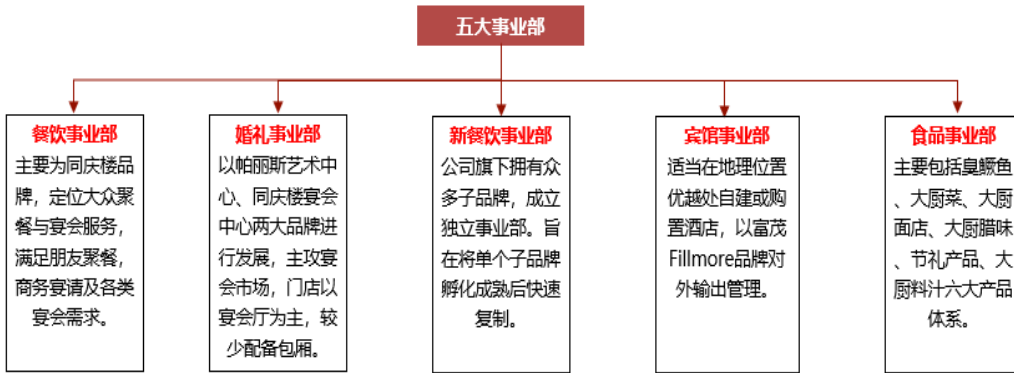 五大事业部
餐饮事业部
主要为同庆楼品
牌，定位大众聚
餐与宴会服务，
满足朋友聚餐，
商务宴请及各类
宴会需求。
婚礼事业部
以帕丽斯艺术中
心、同庆楼宴会
中心两大品牌进
行发展，主攻宴
会市场，门店以
宴会厅为主，较
少配备包厢。
新餐饮事业部
公司旗下拥有众
多子品牌，成立
独立事业部。旨
在将单个子品牌
孵化成熟后快速
复制。
宾馆事业部
适当在地理位置
优越处自建或购
置酒店，以富茂
Fillmore品牌对
外输出管理。
食品事业部
主要包括臭鳜鱼
、大厨菜、大厨
面店、大厨腊味
、节礼产品、大
厨料汁六大产品
体系。